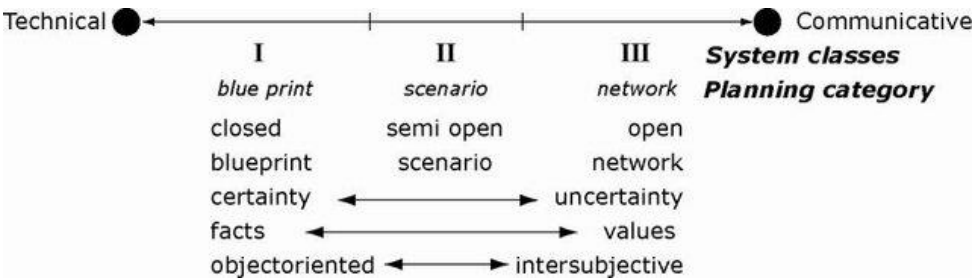 Technical Communicative
I II III System classes
blue print scenario network Planning category
closed semi open open
blueprint scenario network
certainty uncertainty
facts values
objectoriented intersubjective